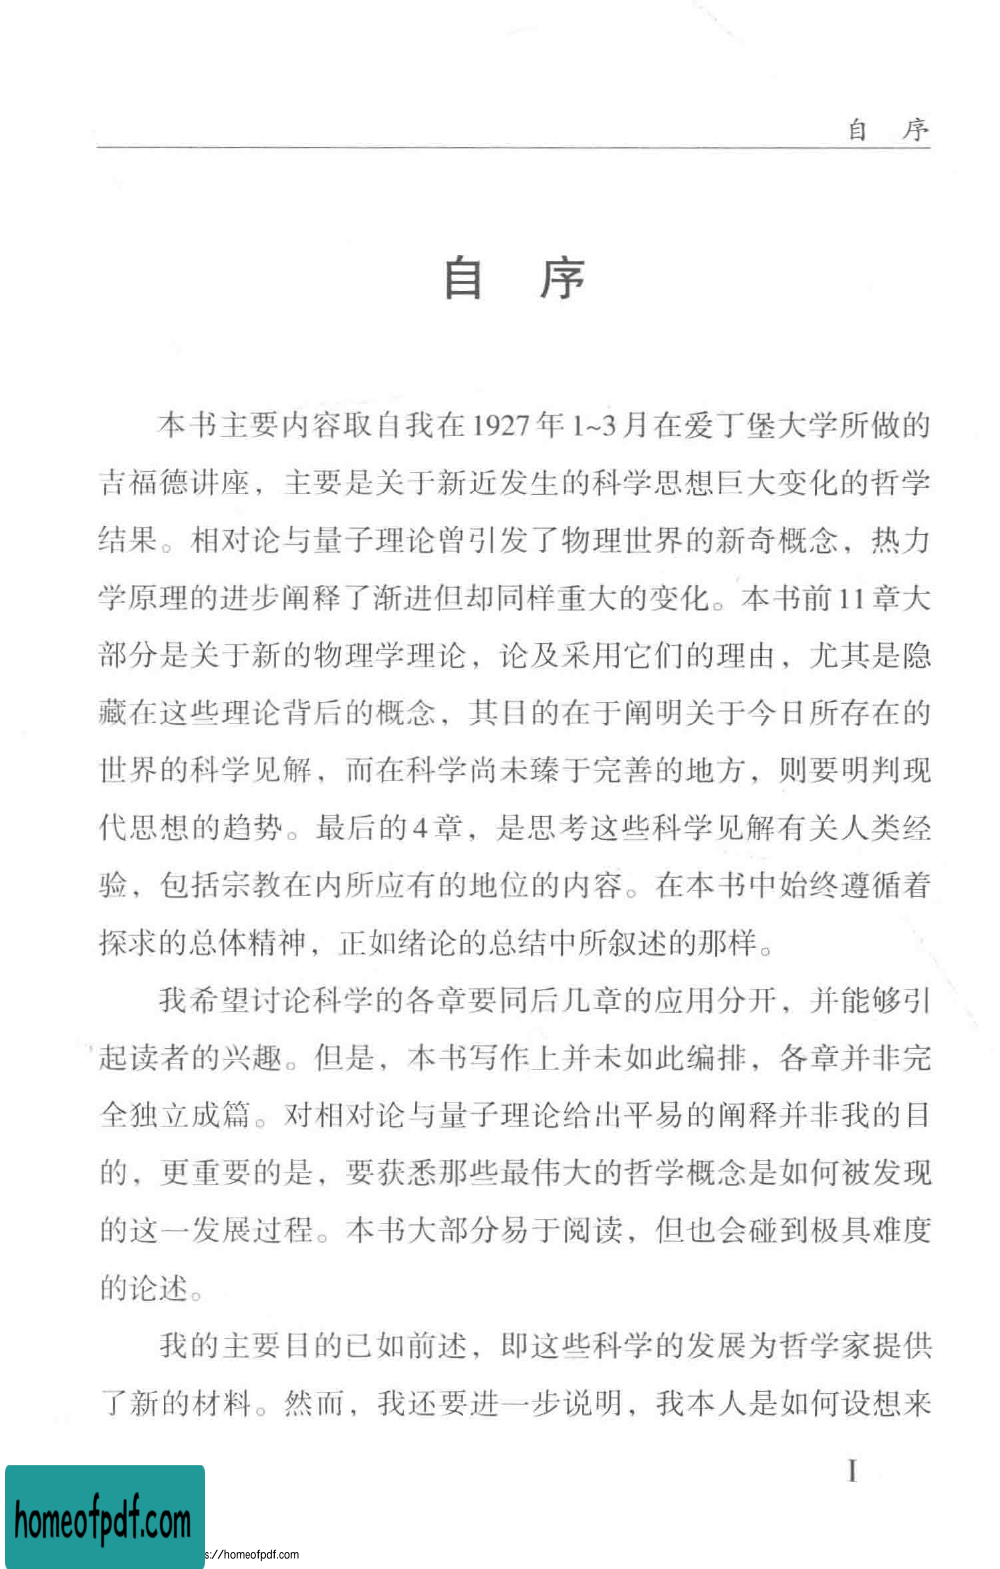 自 序
自 序
本书主要内容取自我在1927年1~3月在爱丁堡大学所做的
吉福德讲座，主要是关于新近发生的科学思想巨大变化的哲学
结果。相对论与量子理论曾引发了物理世界的新奇概念，热力
学原理的进步阐释了渐进但却同样重大的变化。本书前11章大
部分是关于新的物理学理论，论及采用它们的理由，尤其是隐
藏在这些理论背后的概念，其目的在于阐明关于今日所存在的
世界的科学见解，而在科学尚未臻于完善的地方，则要明判现
代思想的趋势。最后的4章，是思考这些科学见解有关人类经
验，包括宗教在内所应有的地位的内容。在本书中始终遵循着
探求的总体精神，正如绪论的总结中所叙述的那样。
我希望讨论科学的各章要同后几章的应用分开，并能够引
起读者的兴趣。但是，本书写作上并未如此编排，各章并非完
全独立成篇。对相对论与量子理论给出平易的阐释并非我的目
的，更重要的是，要获悉那些最伟大的哲学概念是如何被发现
的这一发展过程。本书大部分易于阅读，但也会碰到极具难度
的论述。
我的主要目的已如前述，即这些科学的发展为哲学家提供
了新的材料。然而，我还要进一步说明，我本人是如何设想来
I
homeofpdf.com
s://homeofpdf.com